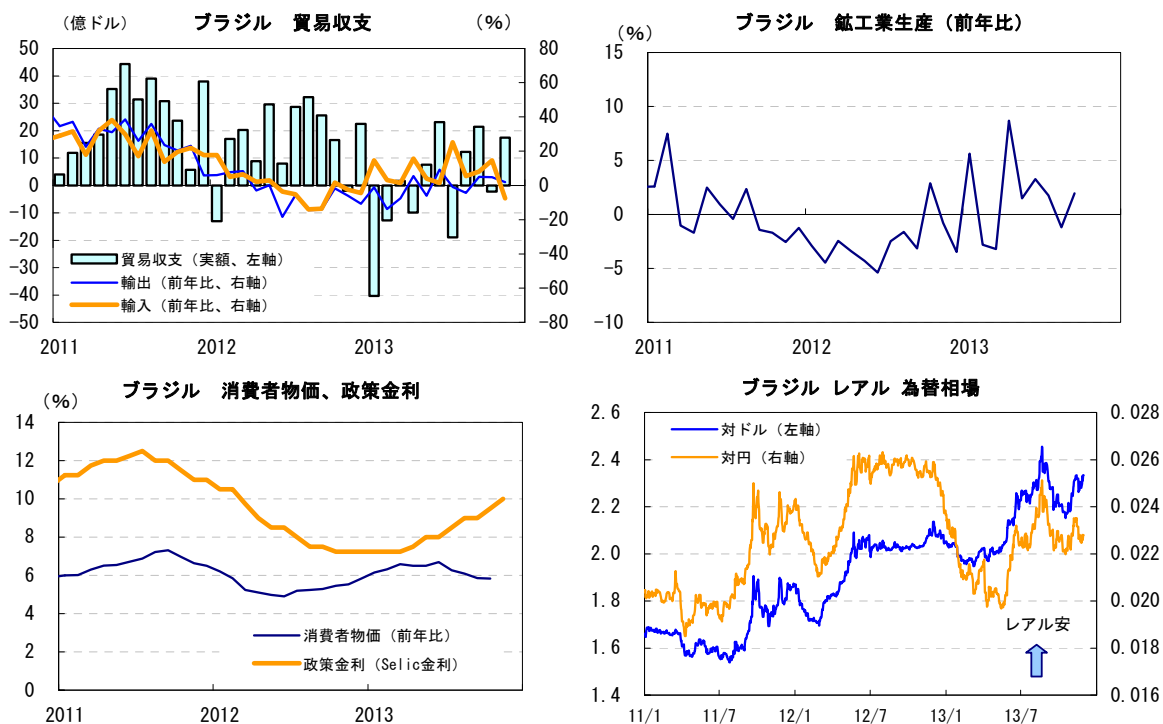 ブラジル 貿易収支
（億ドル） （％）
50 80
40 60
30 40
20 20
10 0
0 -20
-10 -40
-20 -60
-30 -80
-40
-50
貿易収支（実額、左軸）
輸出（前年比、右軸）
輸入（前年比、右軸）
2011 2012 2013
ブラジル 鉱工業生産（前年比）
（％）
15
10
5
0
-5
-10
2011 2012 2013
ブラジル 消費者物価、政策金利
（％）
14
12
10
8
6
4
2
0
消費者物価（前年比）
政策金利（Selic金利）
2011 2012 2013
ブラジル レアル 為替相場
2.6 0.028
2.4 0.026
2.2 0.024
2.0 0.022
1.8 0.020
1.6 0.018
1.4 0.016
対ドル（左軸）
対円（右軸）
レアル安
11/1 11/7 12/1 12/7 13/1 13/7